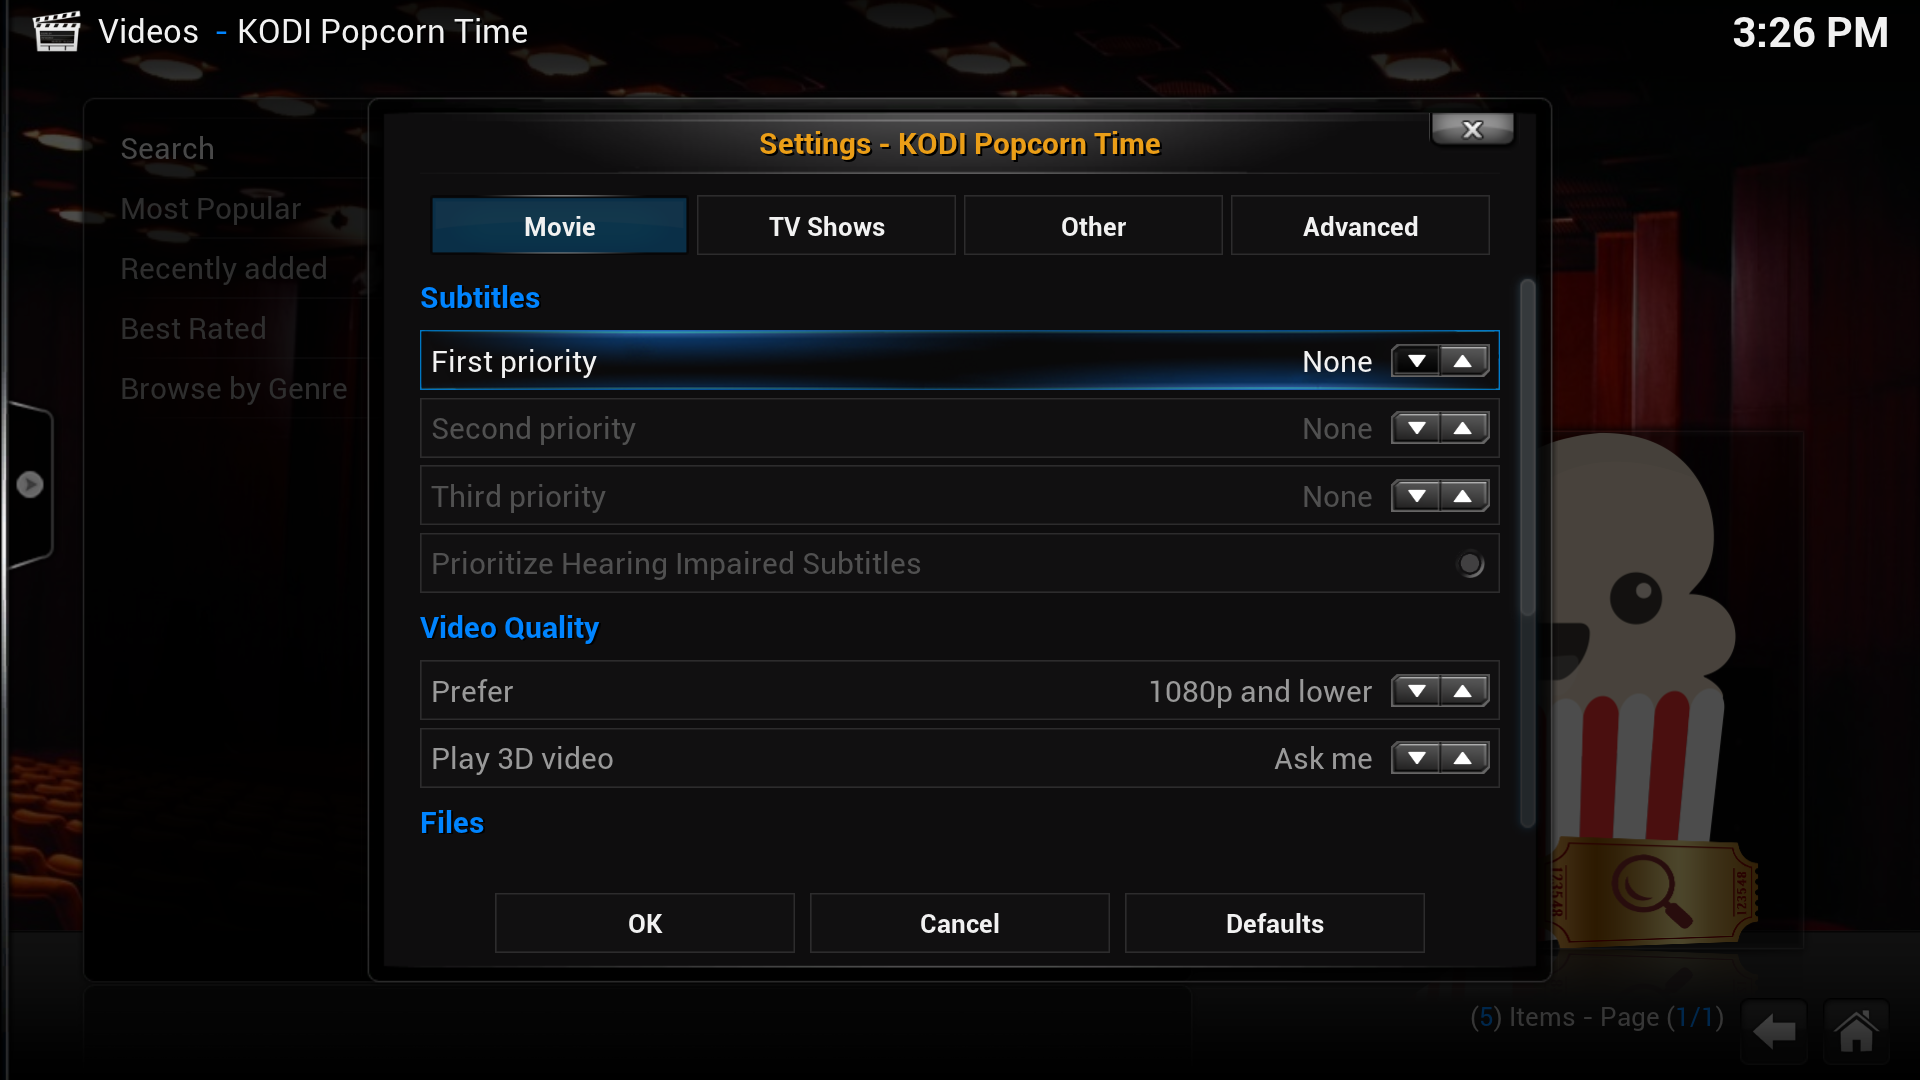 Videos - KODI Popcorn Time
3:26 PM
Search
Most Popular
Recently added
Best Rated
Browse by Genre
Settings - KODI Popcorn Time
X
Movie
TV Shows
Other
Advanced
Subtitles
First priority None
Second priority None
Third priority None
Prioritize Hearing Impaired Subtitles
Video Quality
Prefer 1080p and lower
Play 3D video Ask me
Files
OK
Cancel
Defaults
123548
123548
(5) Items - Page (1/1)